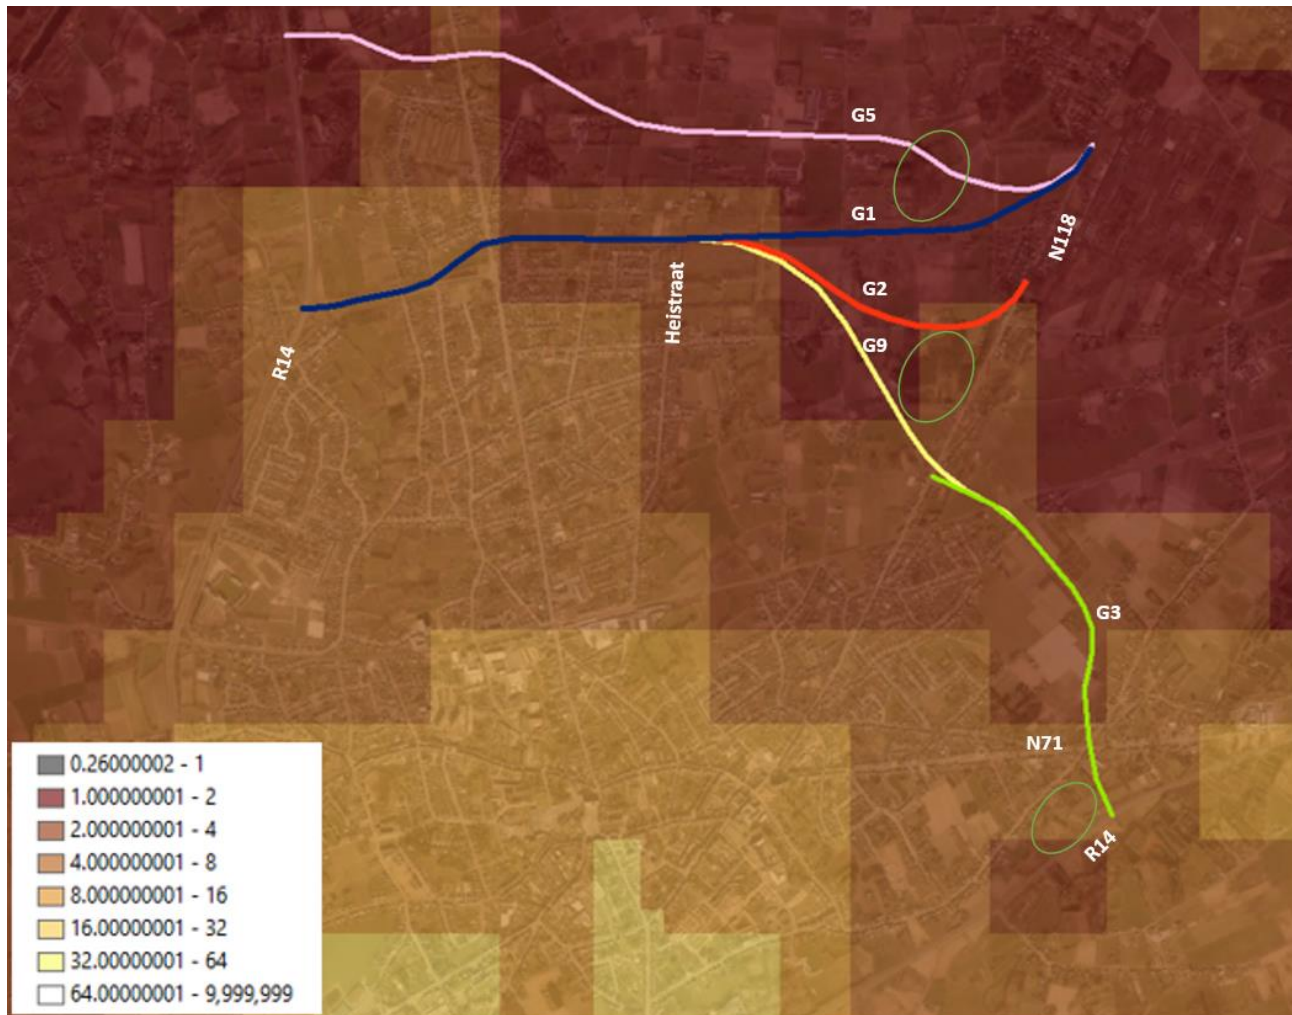 G5
G1
N118
G2
Heistraat
G9
R14
G3
N71
R14
0.26000002 - 1
1.000000001 - 2
2.000000001 - 4
4.000000001 - 8
8.000000001 - 16
16.00000001 - 32
32.00000001 - 64
64.00000001 - 9,999,999